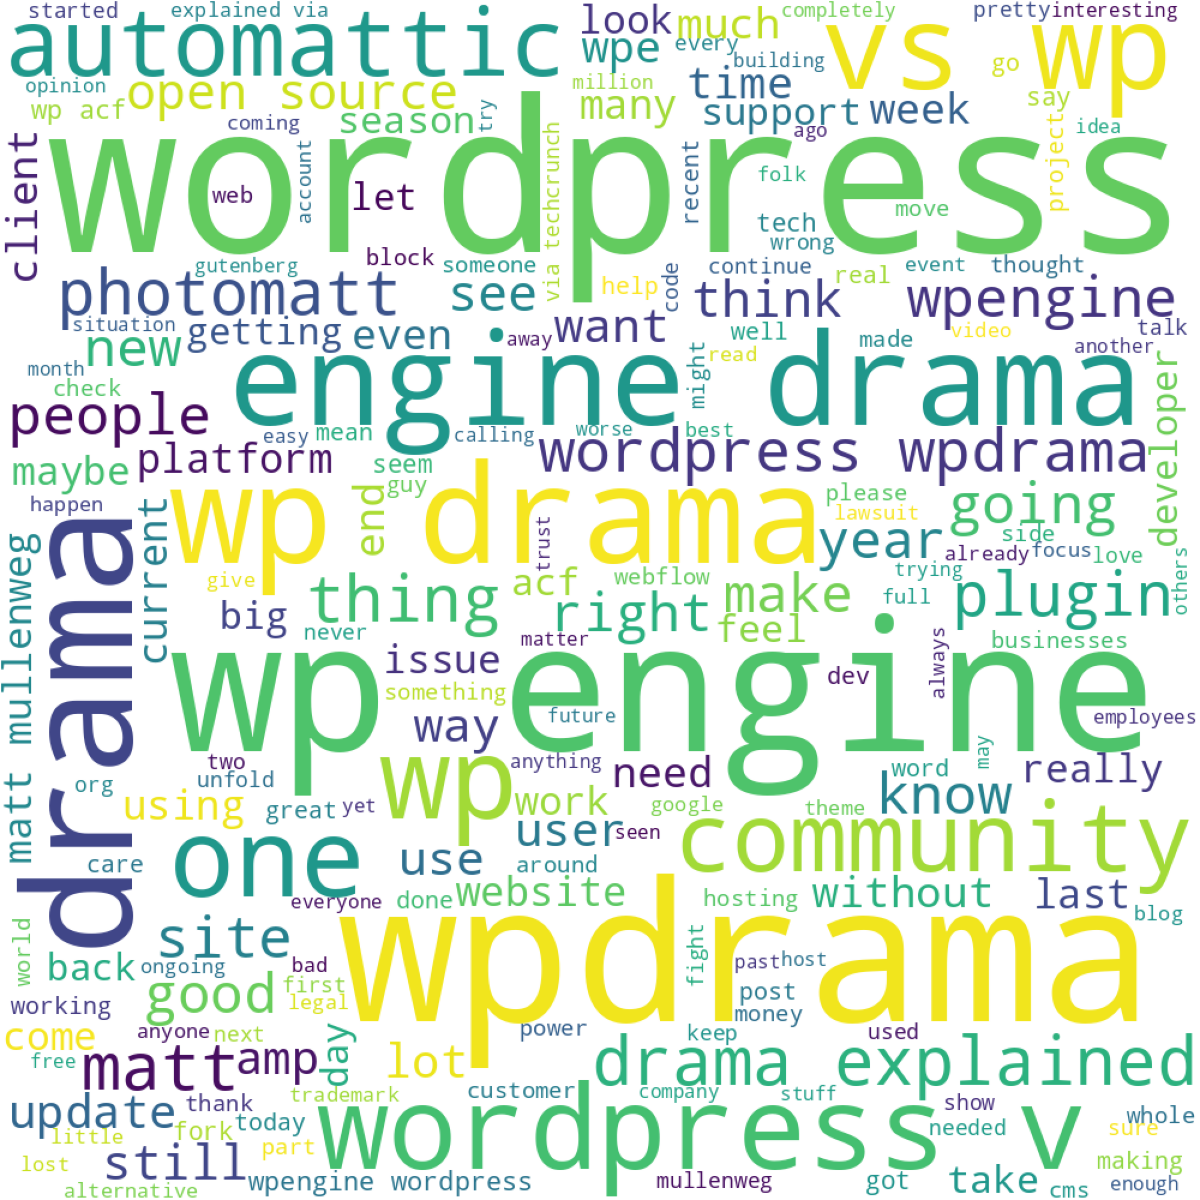 started
explained via
look
much
completely
pretty
interesting
automattic
wpe
every
building
vs wp
go
opinion
wp acf
open source
million
many
time
support
week
say
coming
season
try
ago
idea
client
wordpress
account
via techcrunch
recent
folk
project
web
let
tech
move
wrong
block
gutenberg
someone
help
code
continue
real
event
thought
photomatt
see
think
wpengine
situation
getting
even
away
want
well
made
video
talk
new
might
read
another
month
check
engine drama
people
easy
mean
calling
worse
best
developer
platform
wordpress wpdrama
maybe
seem
guy
please
going
happen
wp drama
end
trust
lawsuit
year
side
already
focus
love
drama
current
matt mullenweg
give
thing
acf
webflow
trying
others
full
plugin
big
never
right
make
feel
matter
businesses
wp engine
issue
something
dev
always
way
future
employees
two
org
unfold
wp
anything
need
may
word
really
using
great
yet
work
google
theme
know
user
seen
community
one
care
use
around
everyone
done
website
hosting
without
last
blog
site
wpdrama
world
back
ongoing
bad
fight
past
host
good
first
legal
post
money
working
come
anyone
next
power
keep
used
free
matt
amp
day
lot
drama explained
trademark
customer
company
stuff
update
thank
today
wordpress v
show
whole
little
fork
part
needed
sure
lost
still
making
alternative
wpengine wordpress
mullenweg
got
take
cms
enough